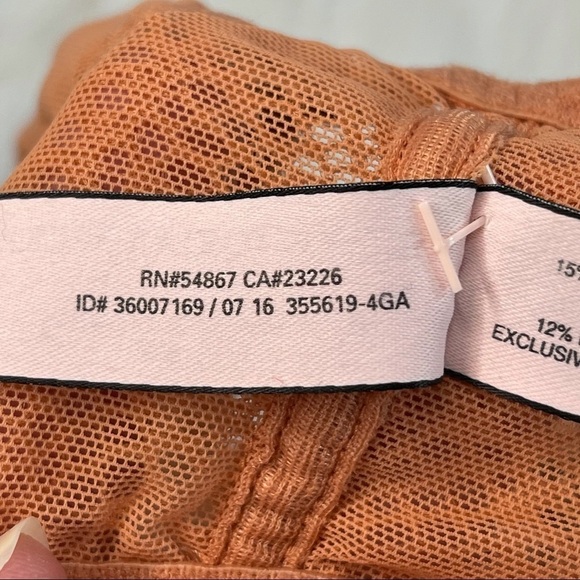 RN#54867 CA#23226
ID# 36007169 / 07 16 355619-4GA
15%
12%
EXCLUSIV